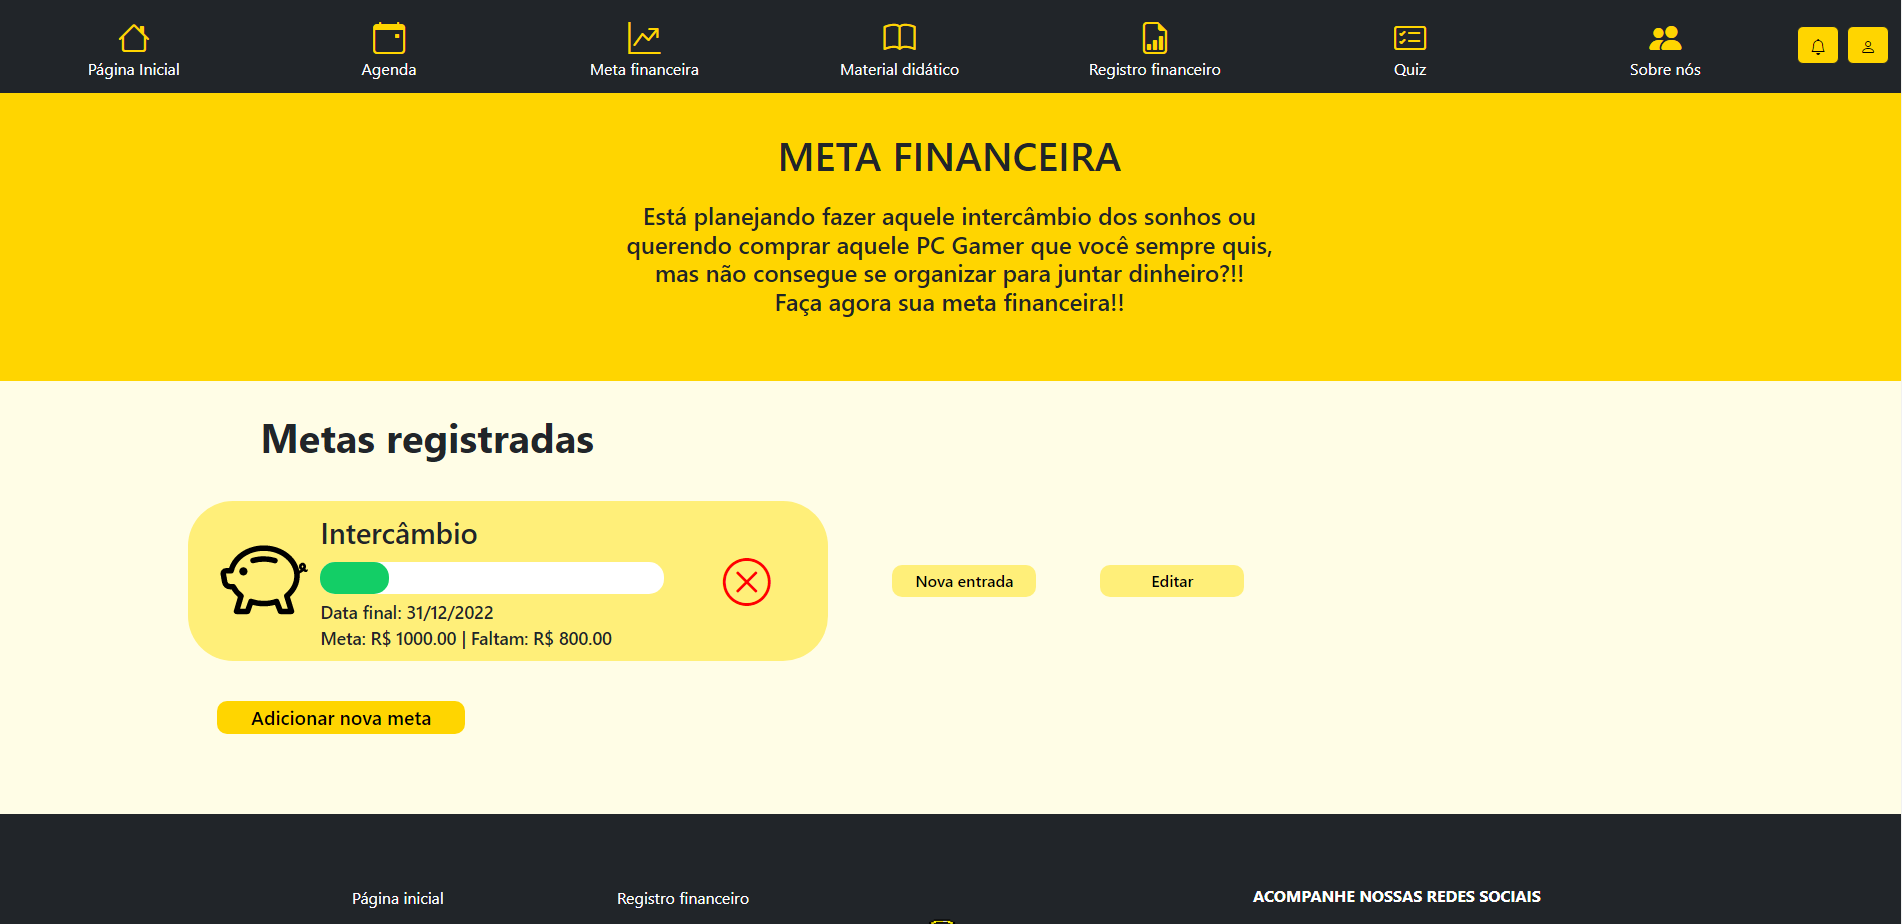 Página Inicial
Agenda
Meta financeira
Material didático
Registro financeiro
Quiz
Sobre nós
META FINANCEIRA
Está planejando fazer aquele intercâmbio dos sonhos ou
querendo comprar aquele PC Gamer que você sempre quis,
mas não consegue se organizar para juntar dinheiro?!!
Faça agora sua meta financeira!!
Metas registradas
Intercâmbio
Data final: 31/12/2022
Meta: R$ 1000.00 | Faltam: R$ 800.00
Nova entrada
Editar
Adicionar nova meta
Página inicial
Registro financeiro
ACOMPANHE NOSSAS REDES SOCIAIS